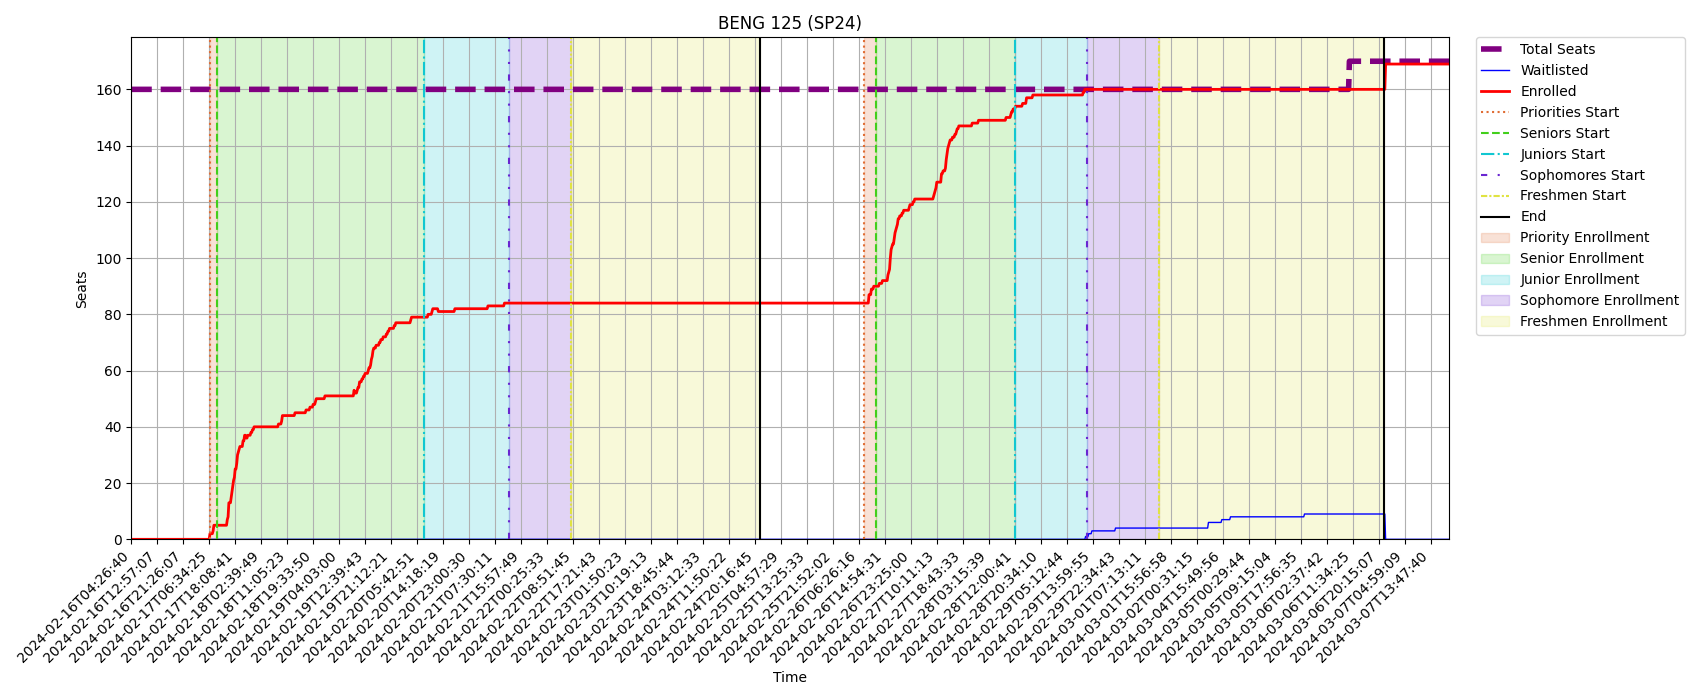 BENG 125 (SP24)
Seats
160
140
120
100
80
60
40
20
0
2024-02-16T04:26:40
2024-02-16T12:57:07
2024-02-16T21:26:07
2024-02-17T06:34:25
2024-02-17T18:08:41
2024-02-18T02:39:49
2024-02-18T11:05:23
2024-02-18T19:33:50
2024-02-19T04:03:00
2024-02-19T12:39:43
2024-02-19T21:12:21
2024-02-20T05:42:51
2024-02-20T14:18:19
2024-02-20T23:00:30
2024-02-21T07:30:11
2024-02-21T15:57:49
2024-02-22T00:25:33
2024-02-22T08:51:45
2024-02-22T17:21:43
2024-02-23T01:50:23
2024-02-23T10:19:13
2024-02-23T18:45:44
2024-02-24T03:12:33
2024-02-24T11:50:22
2024-02-24T20:16:45
2024-02-25T04:57:29
2024-02-25T13:25:33
2024-02-25T21:52:02
2024-02-26T06:26:16
2024-02-26T14:54:31
2024-02-26T23:25:00
2024-02-27T10:11:13
2024-02-27T18:43:33
2024-02-28T03:15:39
2024-02-28T12:00:41
2024-02-28T20:34:10
2024-02-29T05:12:44
2024-02-29T13:59:55
2024-02-29T22:34:43
2024-03-01T07:13:11
2024-03-01T15:56:58
2024-03-02T00:31:15
2024-03-04T15:49:56
2024-03-05T00:29:44
2024-03-05T09:15:04
2024-03-05T17:56:35
2024-03-06T02:37:42
2024-03-06T11:34:25
2024-03-06T20:15:07
2024-03-07T04:59:09
2024-03-07T13:47:40
Time
Total Seats
Waitlisted
Enrolled
Priorities Start
Seniors Start
Juniors Start
Sophomores Start
Freshmen Start
End
Priority Enrollment
Senior Enrollment
Junior Enrollment
Sophomore Enrollment
Freshmen Enrollment